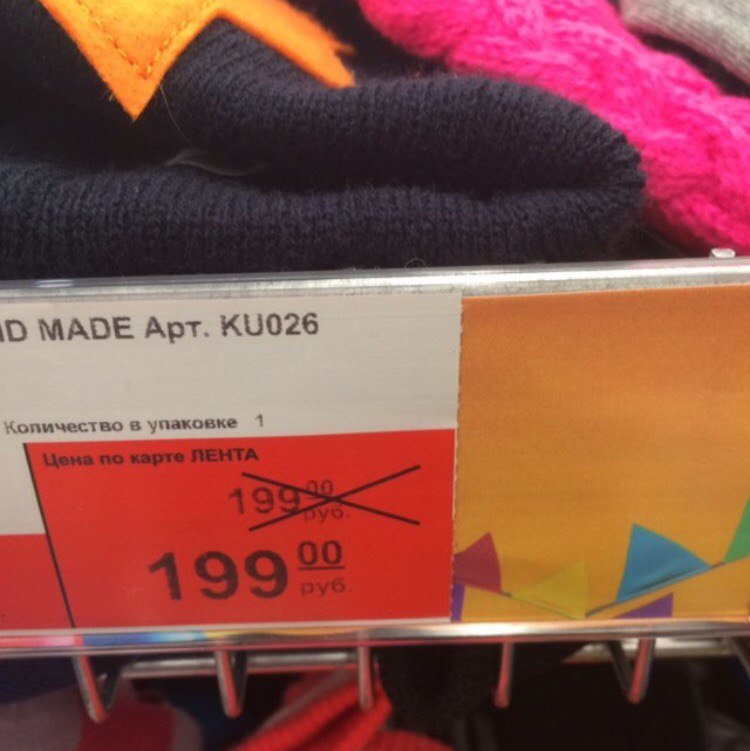 MADE Арт. KU026
Количество в упаковке 1
Цена по карте ЛЕНТА
199 00 руб.
199 00 руб.